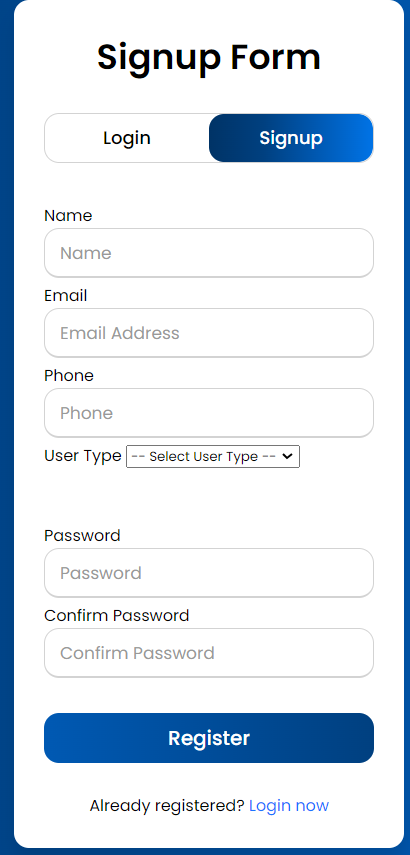 Signup Form
Login Signup
Name
Name
Email
Email Address
Phone
Phone
User Type -- Select User Type --
Password
Password
Confirm Password
Confirm Password
Register
Already registered? Login now